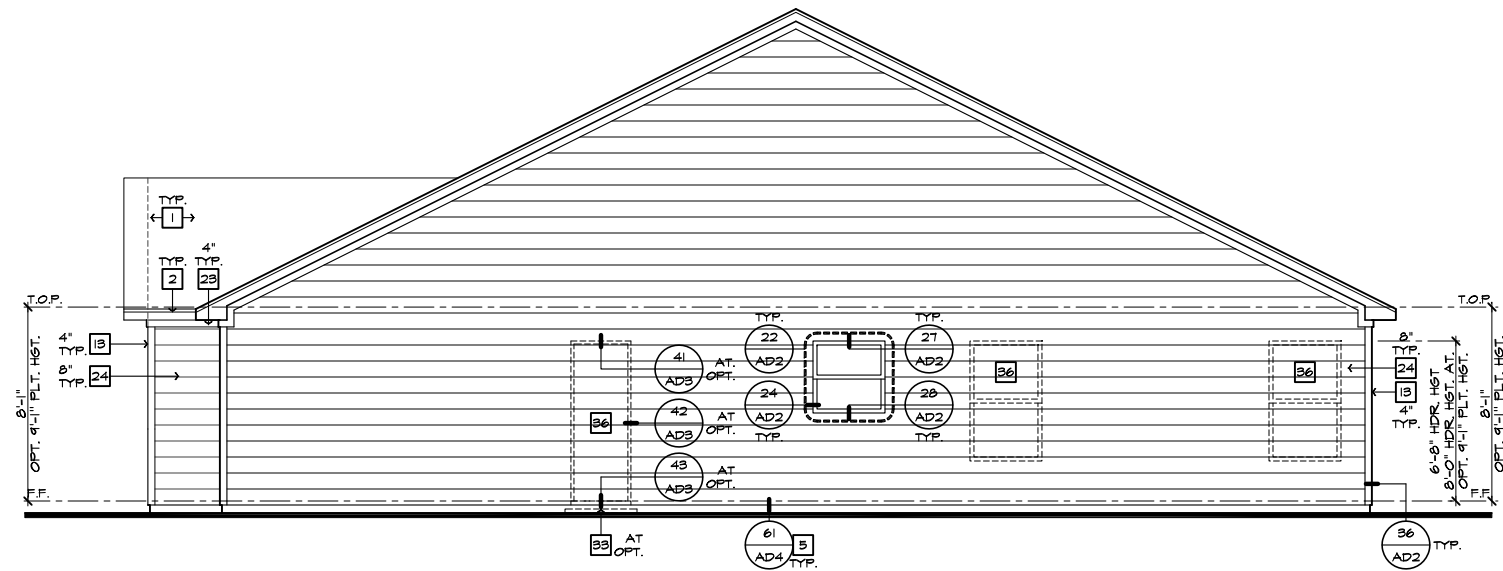 TYP.
1
4"
TYP.
TYP.
2
23
T.O.P.
T.O.P.
4"
TYP.
13
8"
TYP.
24
8'-1"
OPT. 9'-1" PLT. HGT.
F.F.
TYP.
22
AD2
TYP.
27
AD2
41
AD3
AT.
OPT.
24
AD2
TYP.
28
AD2
TYP.
36
42
AD3
AT
OPT.
43
AD3
AT
OPT.
36
36
8"
TYP.
24
13
4"
TYP.
6'-8" HDR. HGT
8'-0" HDR. HGT. AT.
OPT. 9'-1" PLT. HGT.
8'-1"
OPT. 9'-1" PLT. HGT.
F.F.
33
AT
OPT.
61
AD4
5
TYP.
36
AD2
TYP.